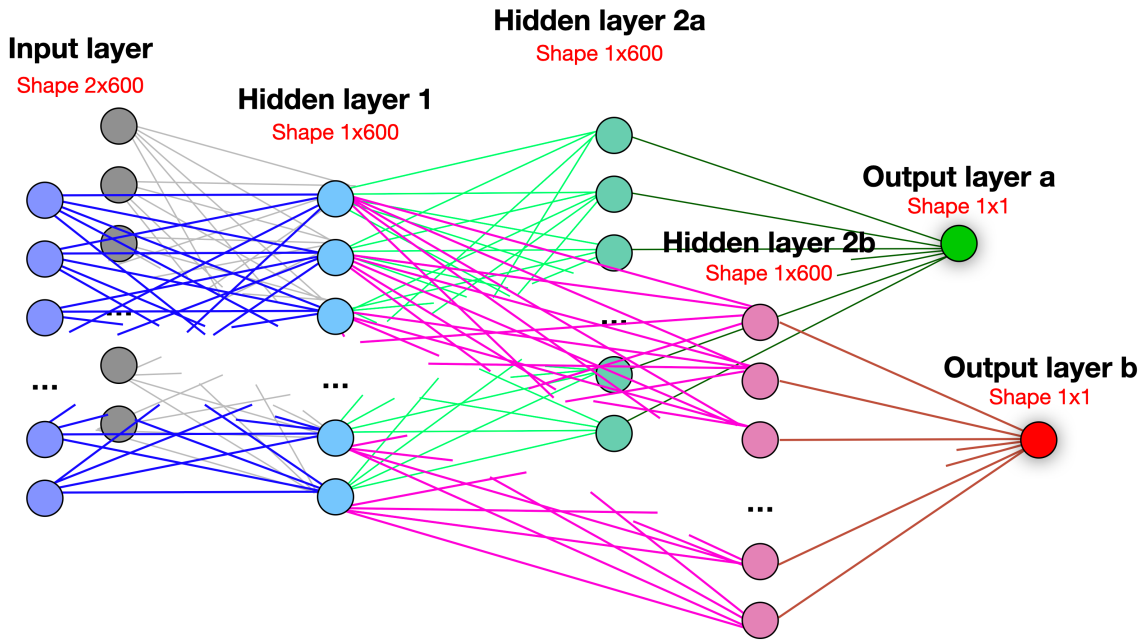 Input layer
Shape 2x600
Hidden layer 1
Shape 1x600
Hidden layer 2a
Shape 1x600
Hidden layer 2b
Shape 1x600
Output layer a
Shape 1x1
Output layer b
Shape 1x1
...
...
...
...
...